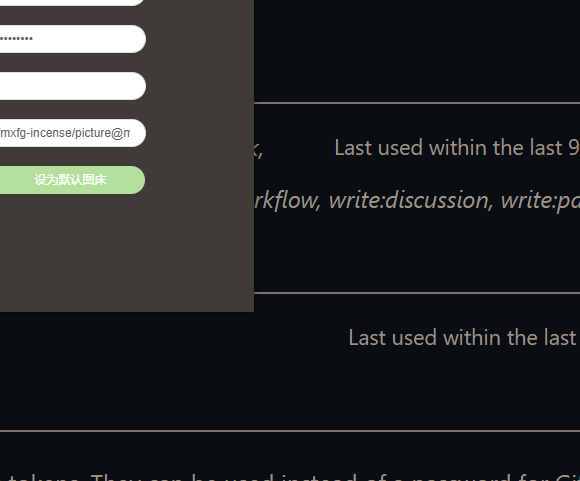 ••••••••
/mxfg-incense/picture@m
设为默认图床
k,
Last used within the last 9
rkflow, write:discussion, write:pa
Last used within the last
tokens. They can be used instead of a password for Gi